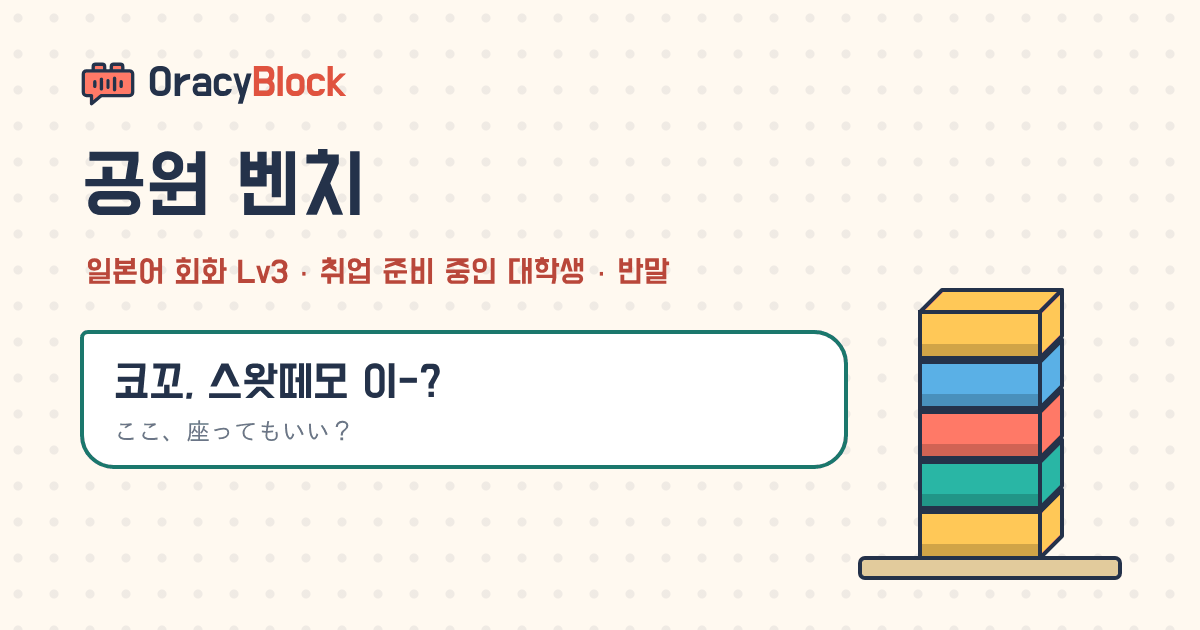 OracyBlock
공원 벤치
일본어 회화 Lv3 · 취업 준비 중인 대학생 · 반말
코꼬, 스왓떼모 이-?
ここ、座ってもいい？